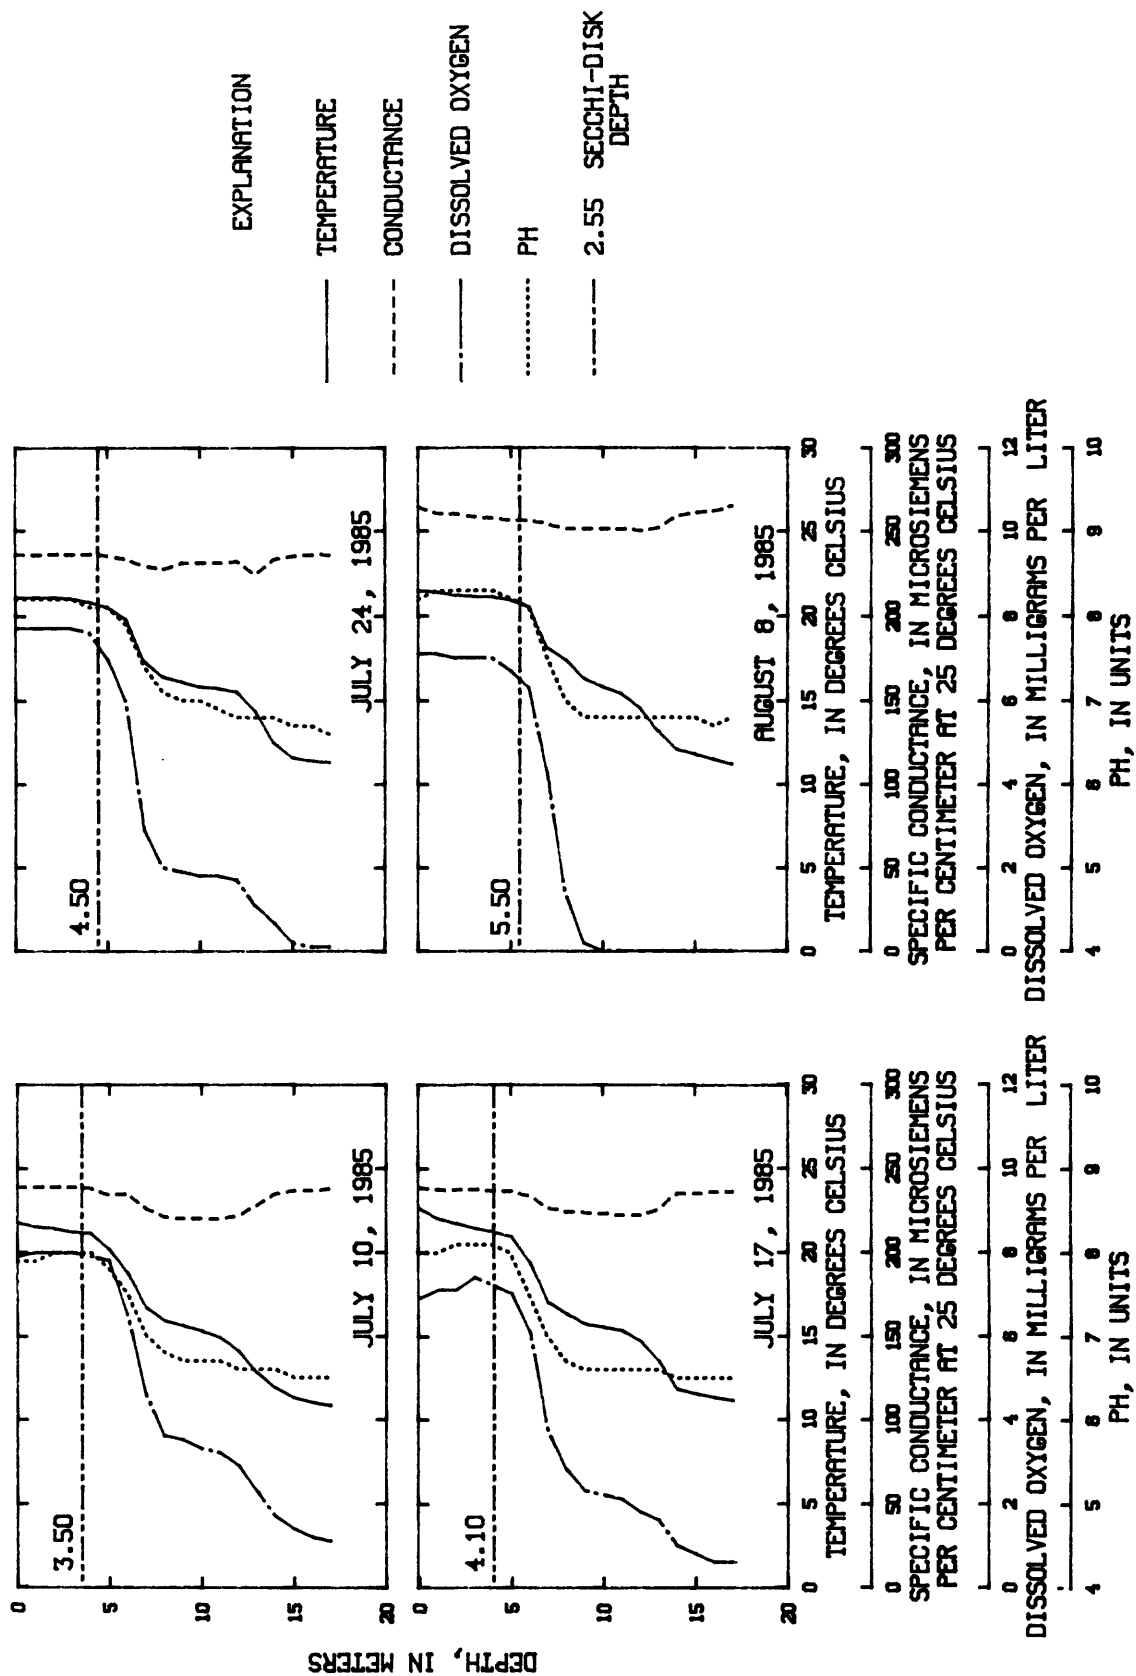 DEPTH, IN METERS
0
5
10
15
20
3.50
JULY 10, 1985
4.50
JULY 24, 1985
0
5
10
15
20
4.10
JULY 17, 1985
5.50
AUGUST 8, 1985
0 5 10 15 20 25 30
TEMPERATURE, IN DEGREES CELSIUS
0 50 100 150 200 250 300
SPECIFIC CONDUCTANCE, IN MICROSIEMENS
PER CENTIMETER AT 25 DEGREES CELSIUS
0 2 4 6 8 10 12
DISSOLVED OXYGEN, IN MILLIGRAMS PER LITER
4 5 6 7 8 9 10
PH, IN UNITS
0 5 10 15 20 25 30
TEMPERATURE, IN DEGREES CELSIUS
0 50 100 150 200 250 300
SPECIFIC CONDUCTANCE, IN MICROSIEMENS
PER CENTIMETER AT 25 DEGREES CELSIUS
0 2 4 6 8 10 12
DISSOLVED OXYGEN, IN MILLIGRAMS PER LITER
4 5 6 7 8 9 10
PH, IN UNITS
EXPLANATION
TEMPERATURE
CONDUCTANCE
DISSOLVED OXYGEN
PH
2.55 SECCHI-DISK
DEPTH